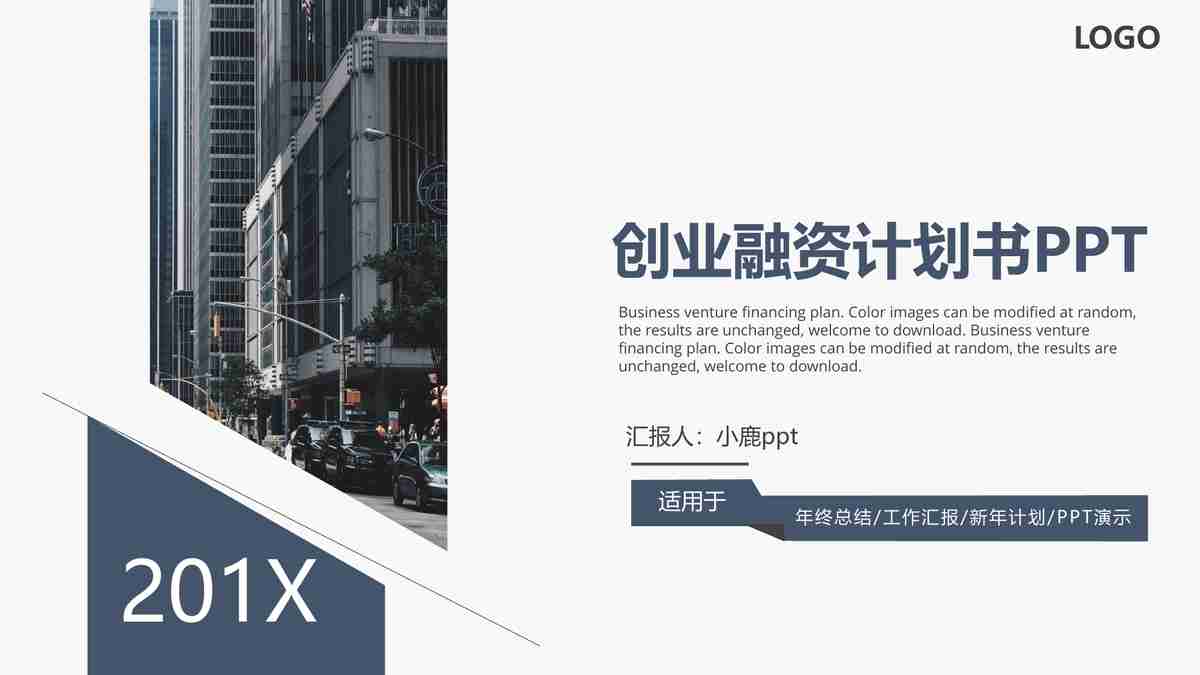 LOGO
创业融资计划书PPT
Business venture financing plan. Color images can be modified at random,
the results are unchanged, welcome to download. Business venture
financing plan. Color images can be modified at random, the results are
unchanged, welcome to download.
汇报人：小鹿ppt
适用于
年终总结/工作汇报/新年计划/PPT演示
201X